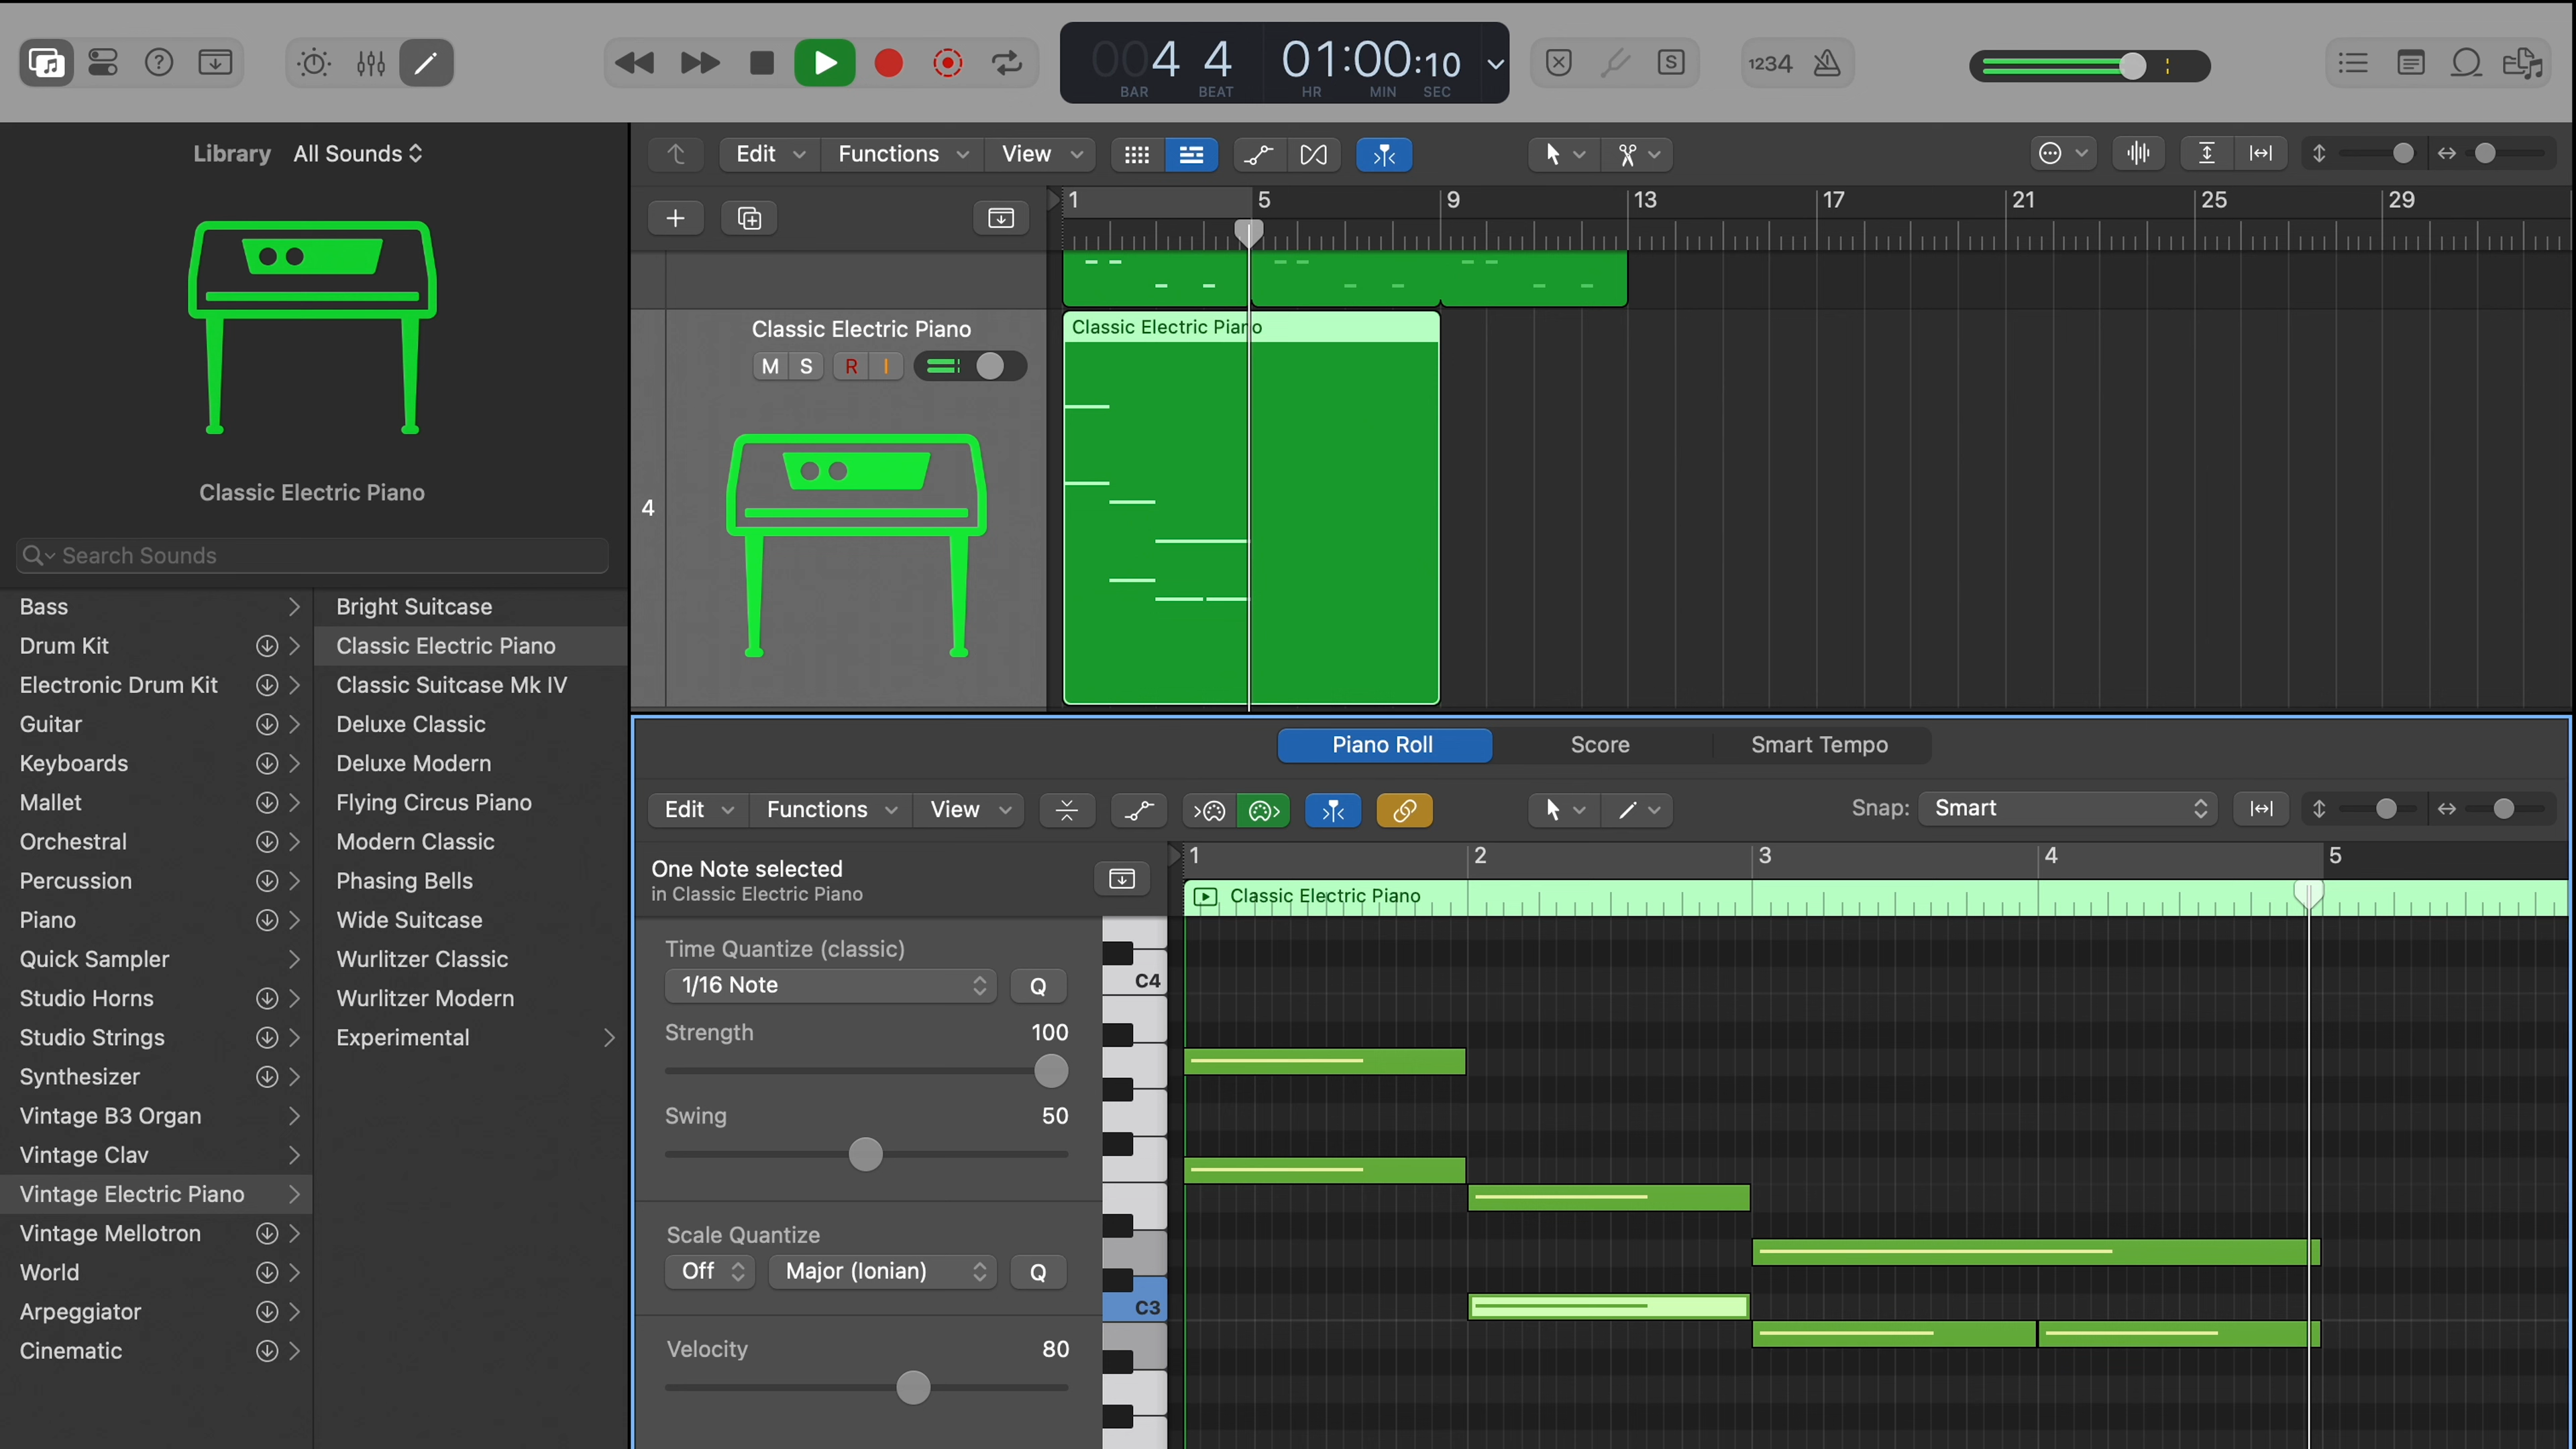 004 4 01:00:10
BAR BEAT HR MIN SEC
S
1234
Library All Sounds
Classic Electric Piano
Search Sounds
Bass
Drum Kit
Electronic Drum Kit
Guitar
Keyboards
Mallet
Orchestral
Percussion
Piano
Quick Sampler
Studio Horns
Studio Strings
Synthesizer
Vintage B3 Organ
Vintage Clav
Vintage Electric Piano
Vintage Mellotron
World
Arpeggiator
Cinematic
Bright Suitcase
Classic Electric Piano
Classic Suitcase Mk IV
Deluxe Classic
Deluxe Modern
Flying Circus Piano
Modern Classic
Phasing Bells
Wide Suitcase
Wurlitzer Classic
Wurlitzer Modern
Experimental
Edit Functions View
1 5 9 13 17 21 25 29
4
Classic Electric Piano
M S R I
Classic Electric Piano
Piano Roll Score Smart Tempo
Edit Functions View
Snap: Smart
One Note selected
in Classic Electric Piano
1 2 3 4 5
Classic Electric Piano
Time Quantize (classic)
1/16 Note Q
Strength 100
Swing 50
Scale Quantize
Off Major (Ionian) Q
Velocity 80
C4
C3